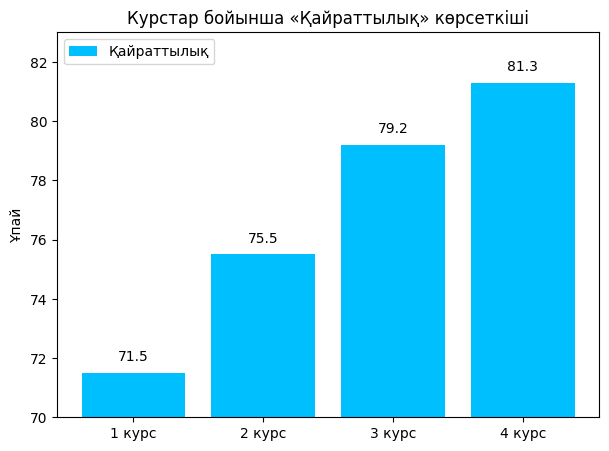 Курстар бойынша «Қайраттылық» көрсеткіші
Қайраттылық
Ұпай
82
80
78
76
74
72
70
71.5
75.5
79.2
81.3
1 курс
2 курс
3 курс
4 курс